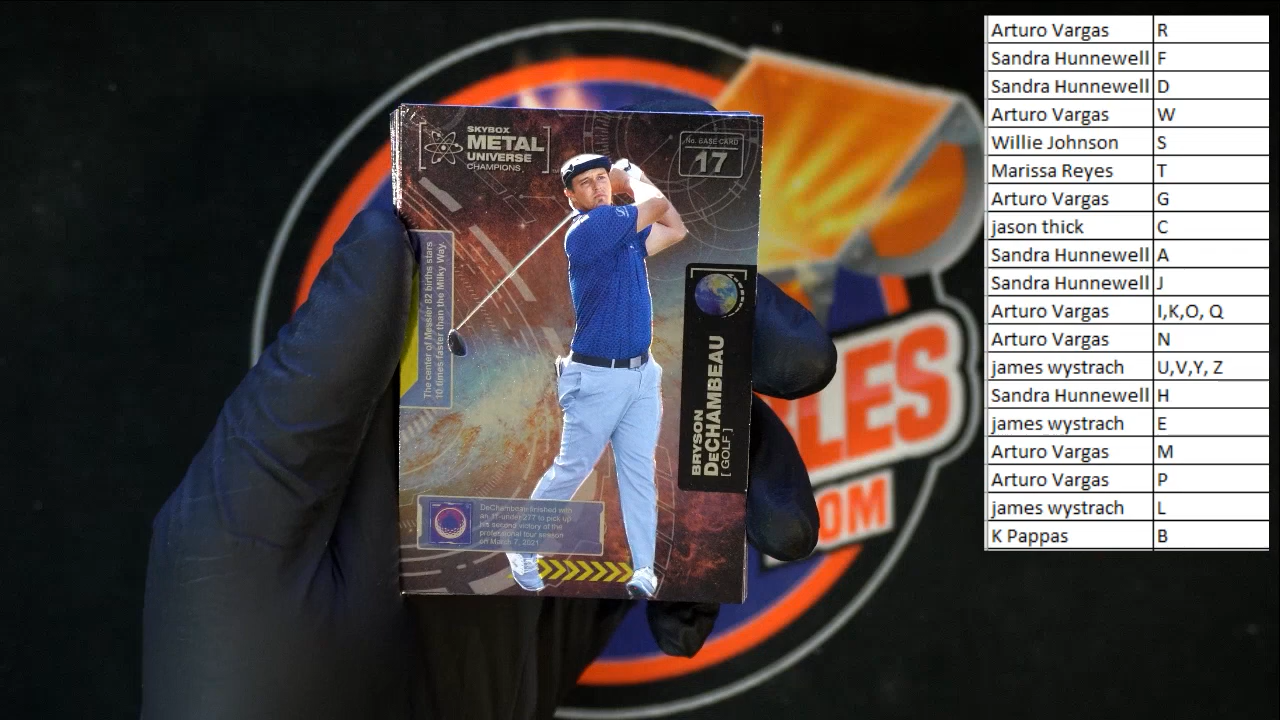 SKYBOX
METAL
UNIVERSE
CHAMPIONS
No. BASE CARD
17
The center of Messier 82 births stars
10 times faster than the Milky Way.
BRYSON
DeCHAMBEAU
[ GOLF ]
DeChambeau finished with
an 11-under 277 to pick up
his second victory of the
professional tour season
on March 7, 2021.
LES
OM
Arturo Vargas R
Sandra Hunnewell F
Sandra Hunnewell D
Arturo Vargas W
Willie Johnson S
Marissa Reyes T
Arturo Vargas G
jason thick C
Sandra Hunnewell A
Sandra Hunnewell J
Arturo Vargas I,K,O, Q
Arturo Vargas N
james wystrach U,V,Y, Z
Sandra Hunnewell H
james wystrach E
Arturo Vargas M
Arturo Vargas P
james wystrach L
K Pappas B